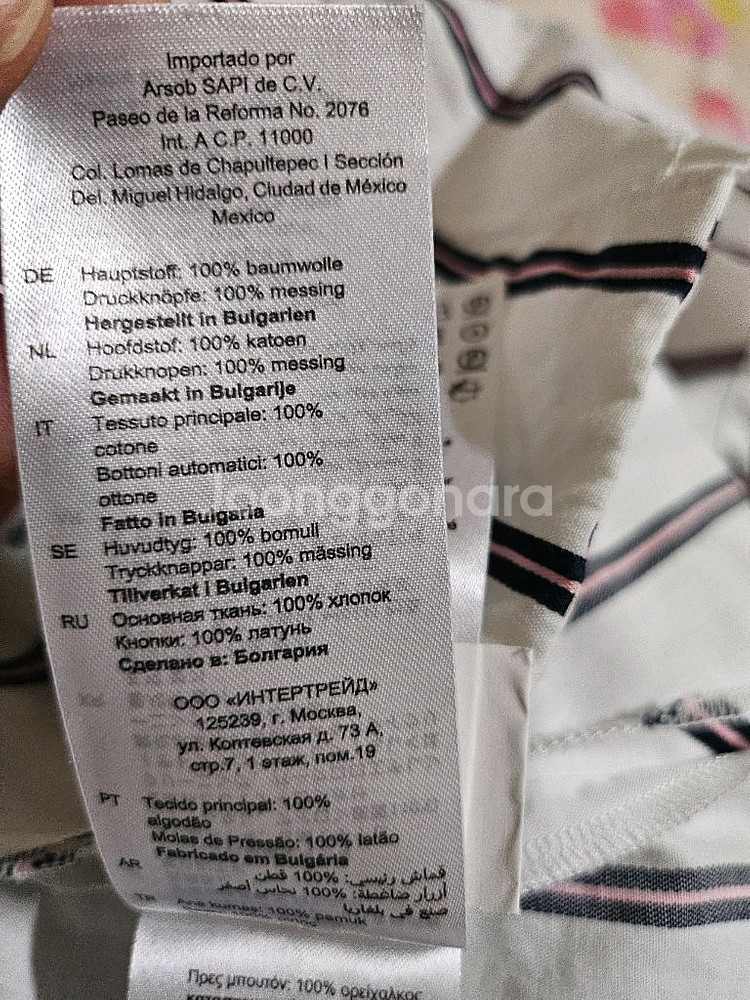 Importado por
Arsob SAPI de C.V.
Paseo de la Reforma No. 2076
Int. A C.P. 11000
Col. Lomas de Chapultepec I Sección
Del. Miguel Hidalgo, Ciudad de México
Mexico
DE Hauptstoff: 100% baumwolle
Druckknöpfe: 100% messing
Hergestellt in Bulgarien
NL Hoofdstof: 100% katoen
Drukknopen: 100% messing
Gemaakt in Bulgarije
IT Tessuto principale: 100%
cotone
Bottoni automatici: 100%
ottone
Fatto in Bulgaria
SE Huvudtyg: 100% bomull
Tryckknappar: 100% mässing
Tillverkat i Bulgarien
RU Основная ткань: 100% хлопок
Кнопки: 100% латунь
Сделано в: Болгария
ООО «ИНТЕРТРЕЙД»
125239, г. Москва,
ул. Коптевская д. 73 А,
стр.7, 1 этаж, пом.19
PT Tecido principal: 100%
algodão
Molas de Pressão: 100% latão
Fabricado em Bulgária
AR قماش رئيسي: 100% قطن
أزرار ضاغطة: 100% نحاس أصفر
صنع في بلغاريا
TR Ana kumaş: 100% pamuk
Πρες μπουτόν: 100% ορείχαλκος
joonggonara